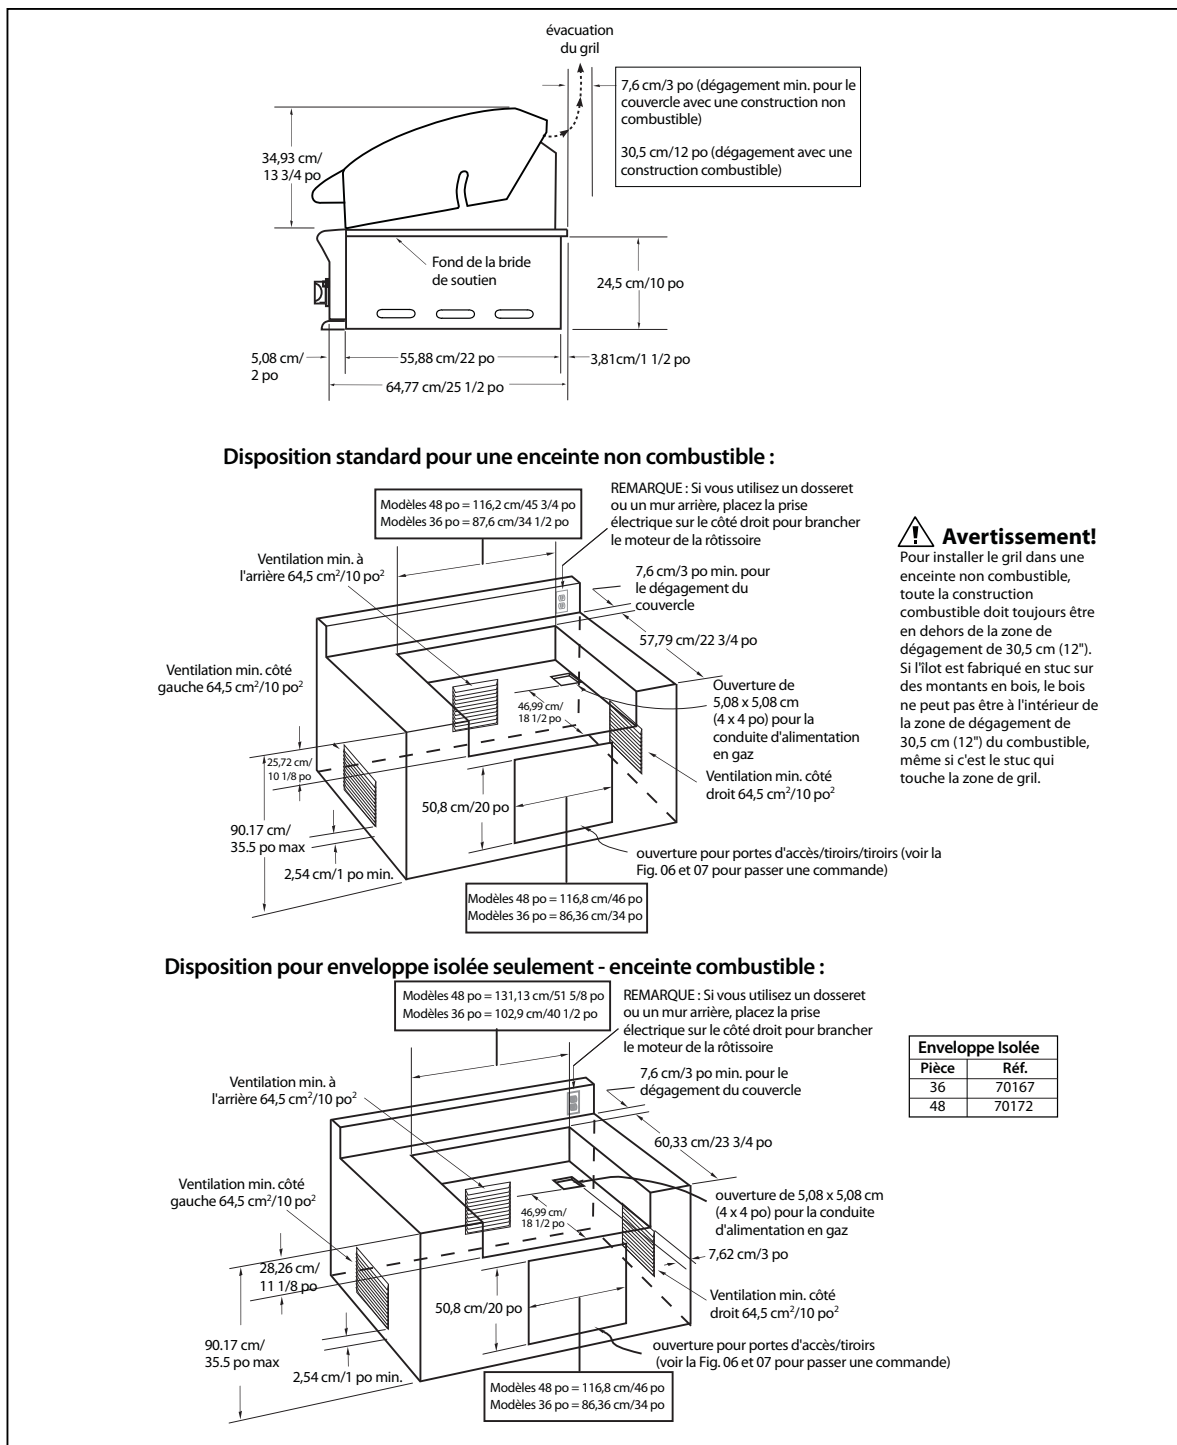 évacuation
du gril
7,6 cm/3 po (dégagement min. pour le
couvercle avec une construction non
combustible)
30,5 cm/12 po (dégagement avec une
construction combustible)
34,93 cm/
13 3/4 po
Fond de la bride
de soutien
24,5 cm/10 po
5,08 cm/
2 po
55,88 cm/22 po
3,81cm/1 1/2 po
64,77 cm/25 1/2 po
Disposition standard pour une enceinte non combustible :
Modèles 48 po = 116,2 cm/45 3/4 po
Modèles 36 po = 87,6 cm/34 1/2 po
REMARQUE : Si vous utilisez un dosseret
ou un mur arrière, placez la prise
électrique sur le côté droit pour brancher
le moteur de la rôtissoire
Ventilation min. à
l'arrière 64,5 cm²/10 po²
7,6 cm/3 po min. pour
le dégagement du
couvercle
57,79 cm/22 3/4 po
Ventilation min. côté
gauche 64,5 cm²/10 po²
46,99 cm/
18 1/2 po
Ouverture de
5,08 x 5,08 cm
(4 x 4 po) pour la
conduite d'alimentation
en gaz
25,72 cm/
10 1/8 po
Ventilation min. côté
droit 64,5 cm²/10 po²
50,8 cm/20 po
90.17 cm/
35.5 po max
2,54 cm/1 po min.
ouverture pour portes d'accès/tiroirs/tiroirs (voir la
Fig. 06 et 07 pour passer une commande)
Modèles 48 po = 116,8 cm/46 po
Modèles 36 po = 86,36 cm/34 po
Avertissement!
Pour installer le gril dans une
enceinte non combustible,
toute la construction
combustible doit toujours être
en dehors de la zone de
dégagement de 30,5 cm (12").
Si l'îlot est fabriqué en stuc sur
des montants en bois, le bois
ne peut pas être à l'intérieur de
la zone de dégagement de
30,5 cm (12") du combustible,
même si c'est le stuc qui
touche la zone de gril.
Disposition pour enveloppe isolée seulement - enceinte combustible :
Modèles 48 po = 131,13 cm/51 5/8 po
Modèles 36 po = 102,9 cm/40 1/2 po
REMARQUE : Si vous utilisez un dosseret
ou un mur arrière, placez la prise
électrique sur le côté droit pour brancher
le moteur de la rôtissoire
Ventilation min. à
l'arrière 64,5 cm²/10 po²
7,6 cm/3 po min. pour le
dégagement du couvercle
60,33 cm/23 3/4 po
Ventilation min. côté
gauche 64,5 cm²/10 po²
46,99 cm/
18 1/2 po
ouverture de 5,08 x 5,08 cm
(4 x 4 po) pour la conduite
d'alimentation en gaz
7,62 cm/3 po
28,26 cm/
11 1/8 po
Ventilation min. côté
droit 64,5 cm²/10 po²
50,8 cm/20 po
90.17 cm/
35.5 po max
2,54 cm/1 po min.
ouverture pour portes d'accès/tiroirs
(voir la Fig. 06 et 07 pour passer une commande)
Modèles 48 po = 116,8 cm/46 po
Modèles 36 po = 86,36 cm/34 po
Enveloppe Isolée
Pièce Réf.
36 70167
48 70172